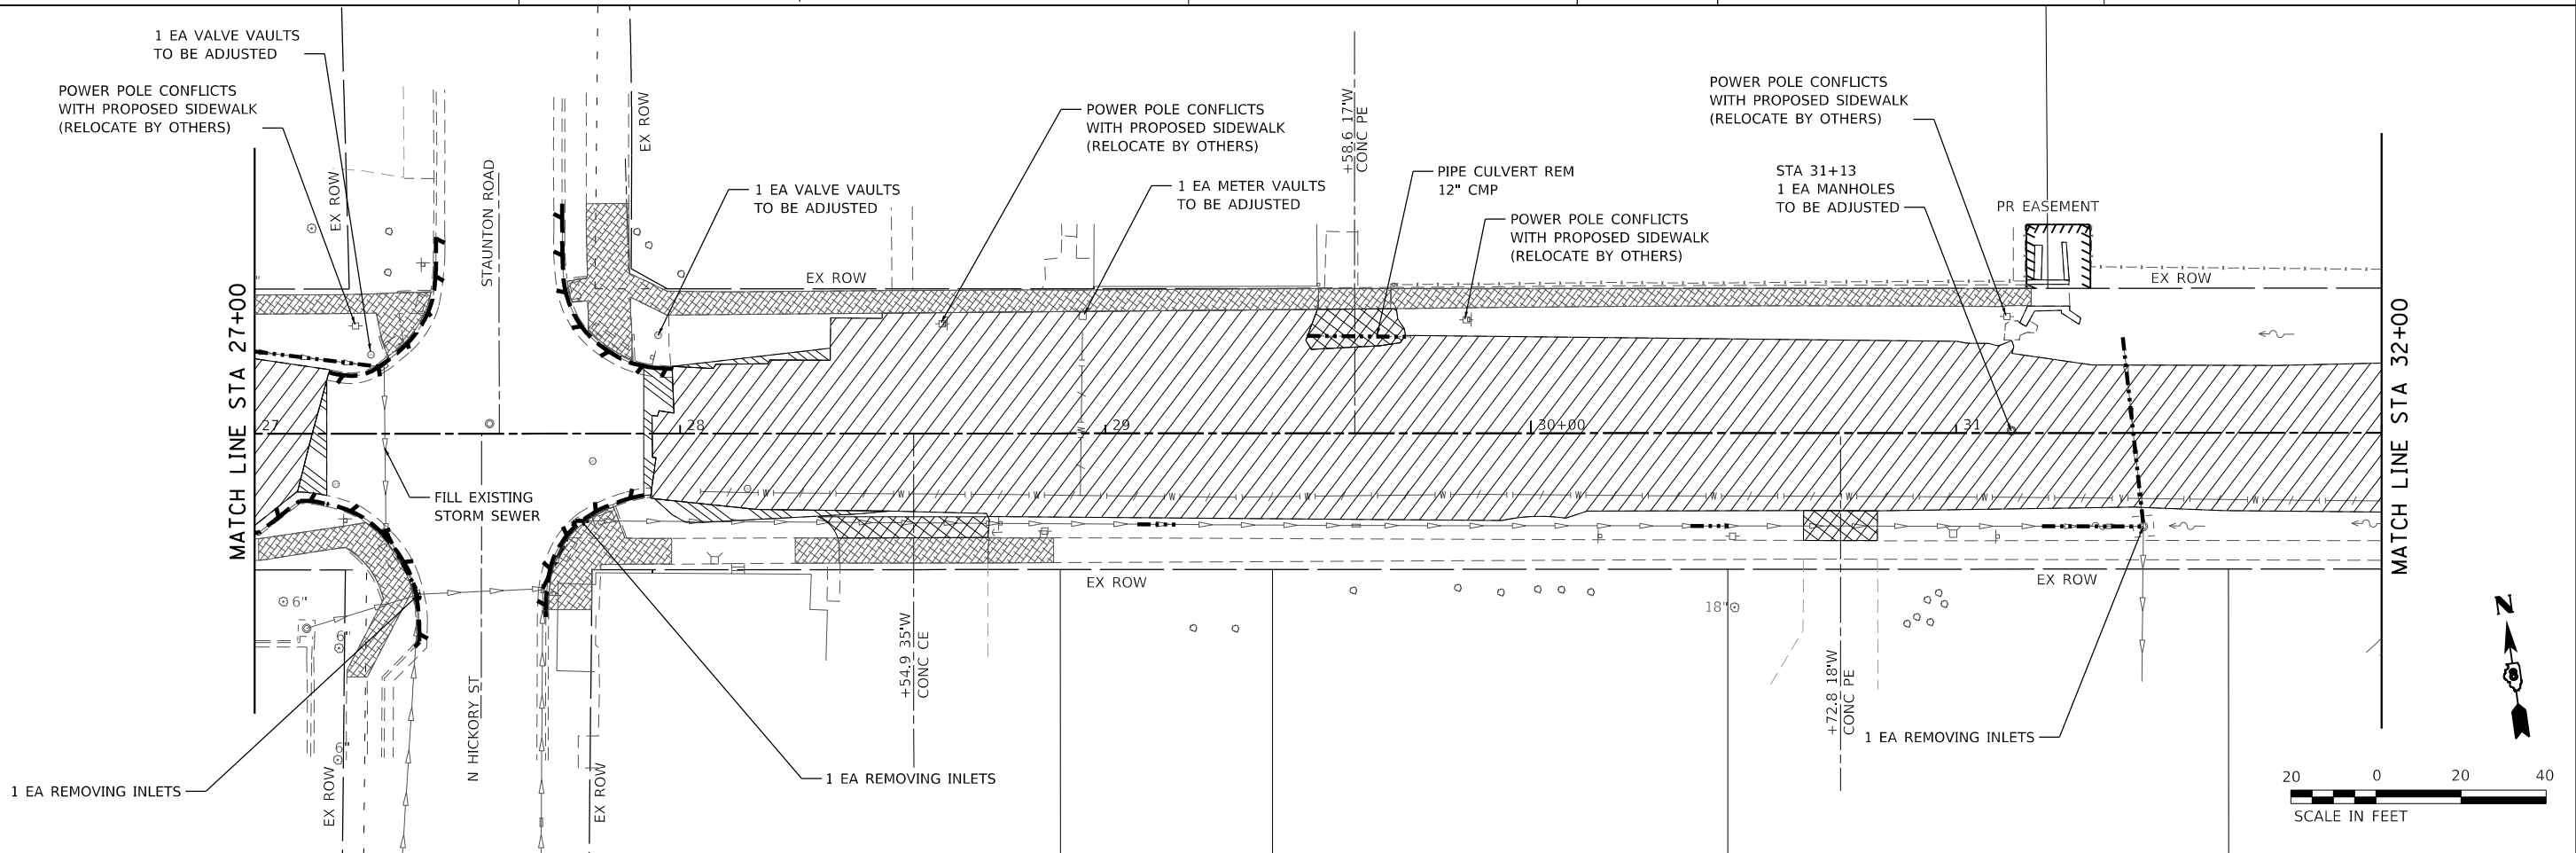 1 EA VALVE VAULTS
TO BE ADJUSTED
POWER POLE CONFLICTS
WITH PROPOSED SIDEWALK
(RELOCATE BY OTHERS)
EX ROW
STAUNTON ROAD
EX ROW
1 EA VALVE VAULTS
TO BE ADJUSTED
POWER POLE CONFLICTS
WITH PROPOSED SIDEWALK
(RELOCATE BY OTHERS)
1 EA METER VAULTS
TO BE ADJUSTED
+58.6 17'W
CONC PE
PIPE CULVERT REM
12" CMP
POWER POLE CONFLICTS
WITH PROPOSED SIDEWALK
(RELOCATE BY OTHERS)
POWER POLE CONFLICTS
WITH PROPOSED SIDEWALK
(RELOCATE BY OTHERS)
STA 31+13
1 EA MANHOLES
TO BE ADJUSTED
PR EASEMENT
EX ROW
EX ROW
MATCH LINE STA 27+00
27
28
29
30+00
31
MATCH LINE STA 32+00
FILL EXISTING
STORM SEWER
W W W W W W W W W W W W
W
EX ROW
EX ROW
6"
6"
6"
18"
N HICKORY ST
EX ROW
EX ROW
+54.9 35'W
CONC CE
+72.8 18'W
CONC PE
1 EA REMOVING INLETS
1 EA REMOVING INLETS
1 EA REMOVING INLETS
N
20 0 20 40
SCALE IN FEET